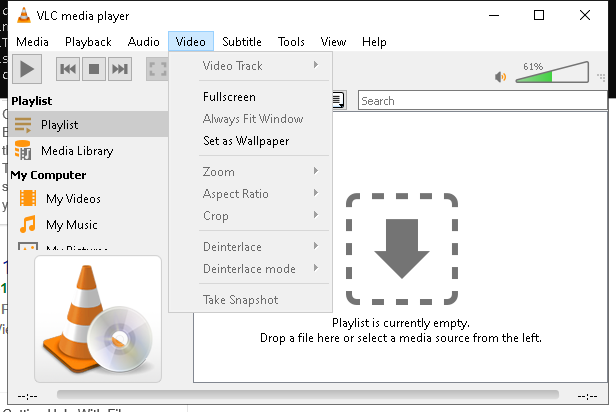 VLC media player
Media Playback Audio Video Subtitle Tools View Help
61%
Playlist
Playlist
Media Library
My Computer
My Videos
My Music
Video Track
Fullscreen
Always Fit Window
Set as Wallpaper
Zoom
Aspect Ratio
Crop
Deinterlace
Deinterlace mode
Take Snapshot
Search
Playlist is currently empty.
Drop a file here or select a media source from the left.
--:-- --:--